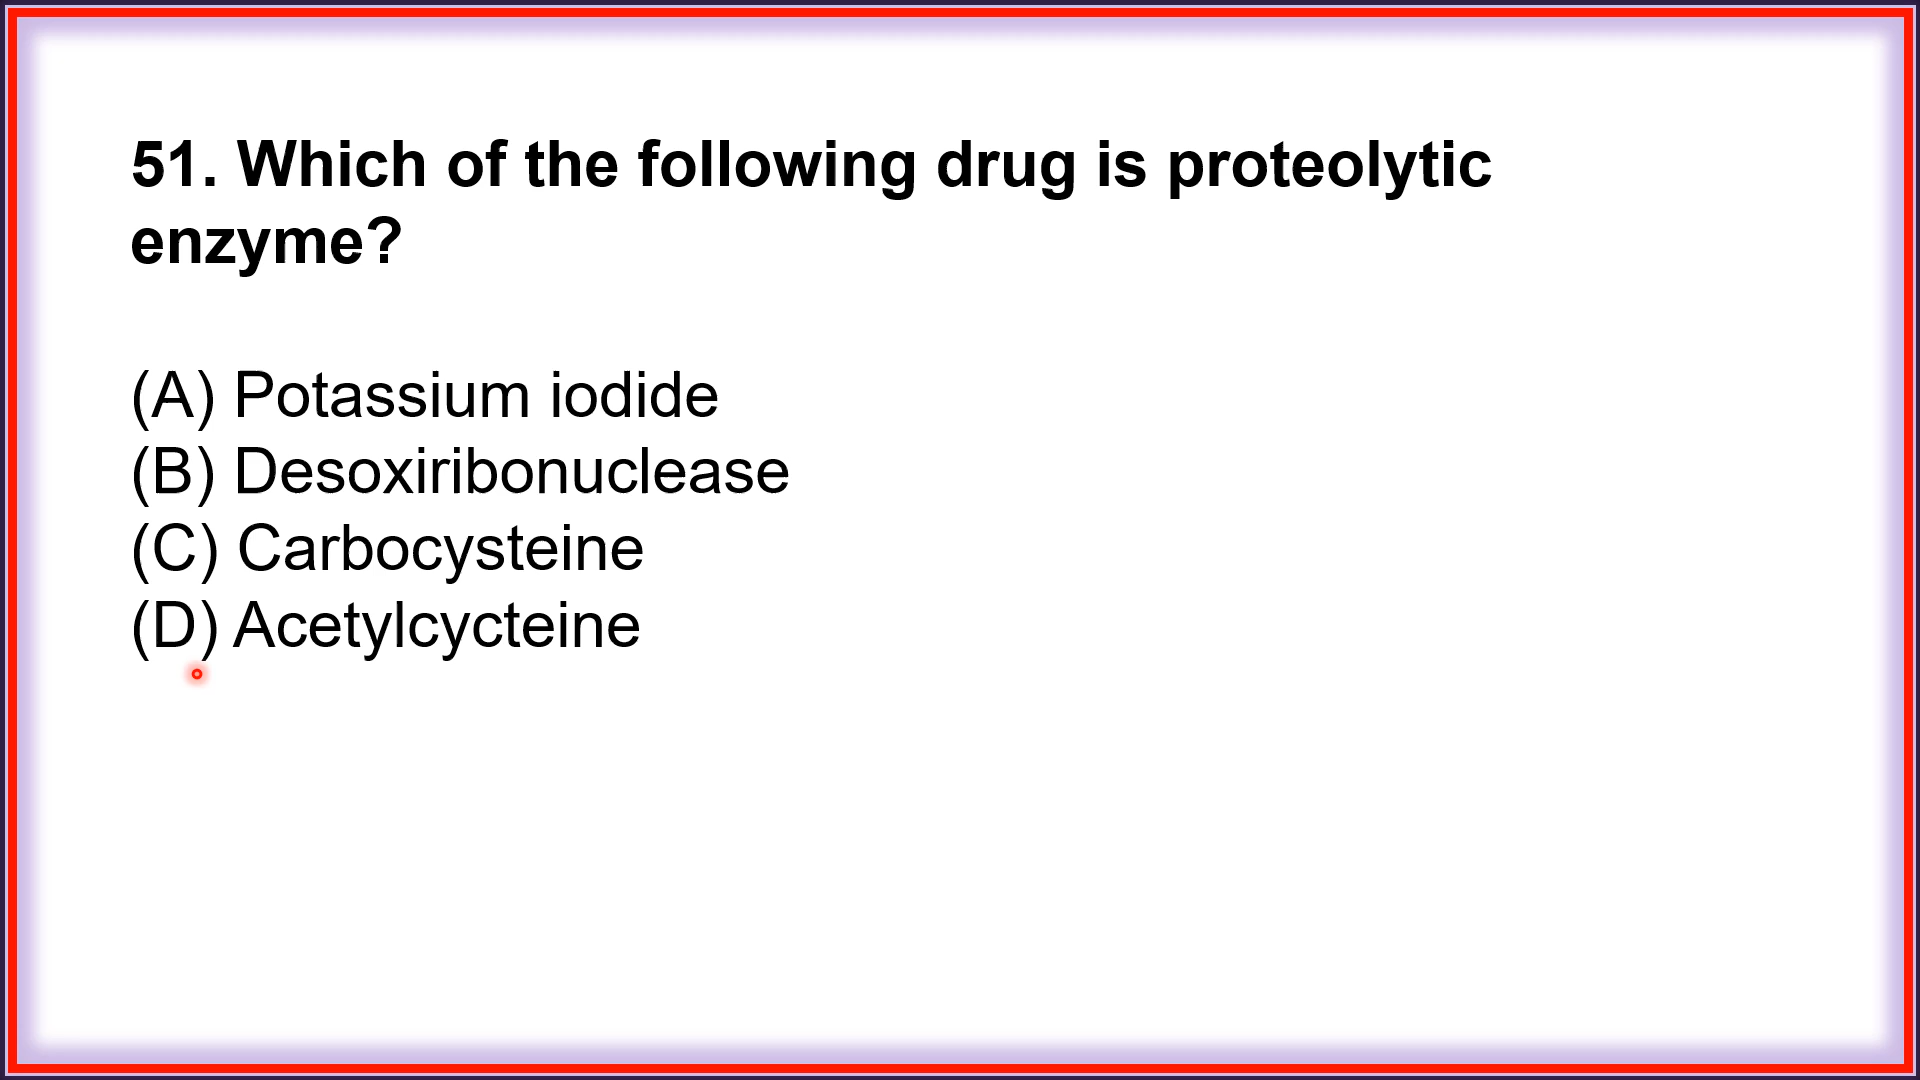 51. Which of the following drug is proteolytic
enzyme?
(A) Potassium iodide
(B) Desoxiribonuclease
(C) Carbocysteine
(D) Acetylcycteine